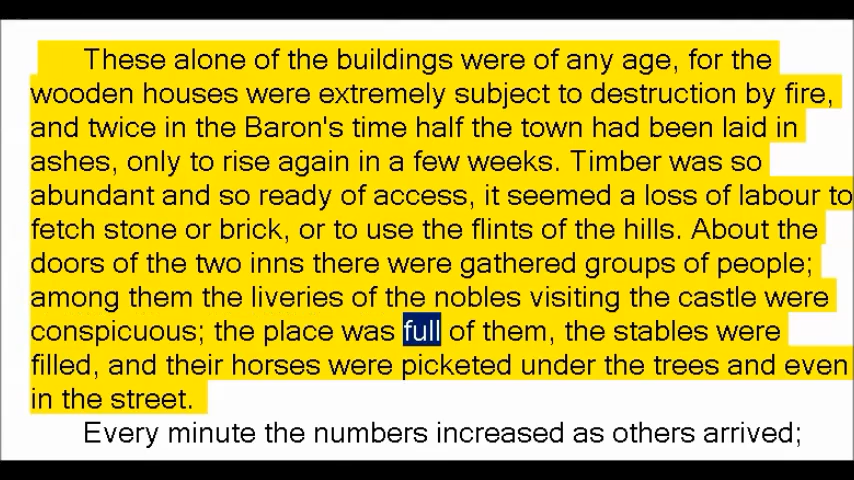 These alone of the buildings were of any age, for the
wooden houses were extremely subject to destruction by fire,
and twice in the Baron's time half the town had been laid in
ashes, only to rise again in a few weeks. Timber was so
abundant and so ready of access, it seemed a loss of labour to
fetch stone or brick, or to use the flints of the hills. About the
doors of the two inns there were gathered groups of people;
among them the liveries of the nobles visiting the castle were
conspicuous; the place was full of them, the stables were
filled, and their horses were picketed under the trees and even
in the street.
Every minute the numbers increased as others arrived;